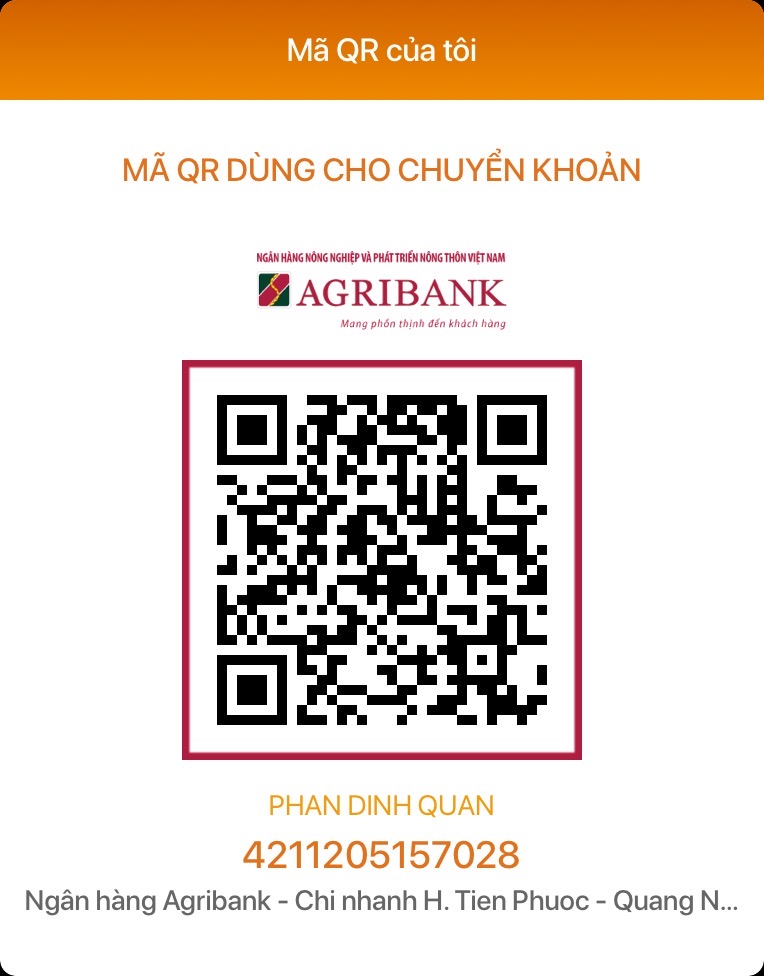 Mã QR của tôi
MÃ QR DÙNG CHO CHUYỂN KHOẢN
NGÂN HÀNG NÔNG NGHIỆP VÀ PHÁT TRIỂN NÔNG THÔN VIỆT NAM
AGRIBANK
Mang phồn thịnh đến khách hàng
PHAN DINH QUAN
4211205157028
Ngân hàng Agribank - Chi nhanh H. Tien Phuoc - Quang N...